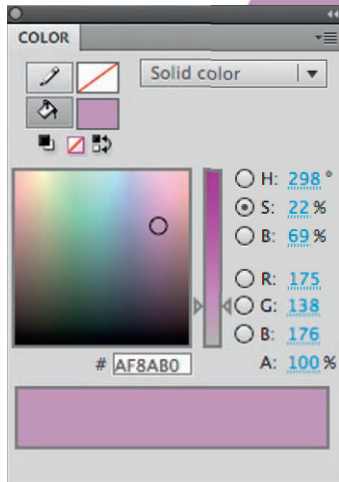 COLOR
Solid color
H: 298 °
S: 22 %
B: 69 %
R: 175
G: 138
B: 176
# AF8AB0
A: 100 %